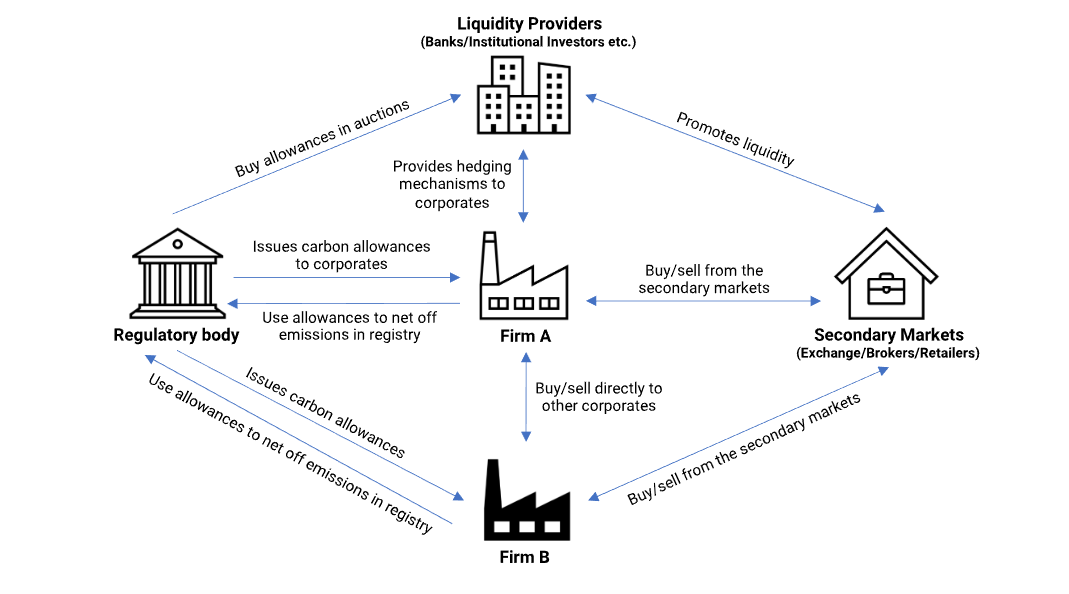 Liquidity Providers
(Banks/Institutional Investors etc.)
Buy allowances in auctions
Promotes liquidity
Provides hedging
mechanisms to
corporates
Issues carbon allowances
to corporates
Buy/sell from the
secondary markets
Use allowances to net off
emissions in registry
Regulatory body
Firm A
Secondary Markets
(Exchange/Brokers/Retailers)
Issues carbon allowances
Use allowances to net off emissions in registry
Buy/sell directly to
other corporates
Buy/sell from the secondary markets
Firm B